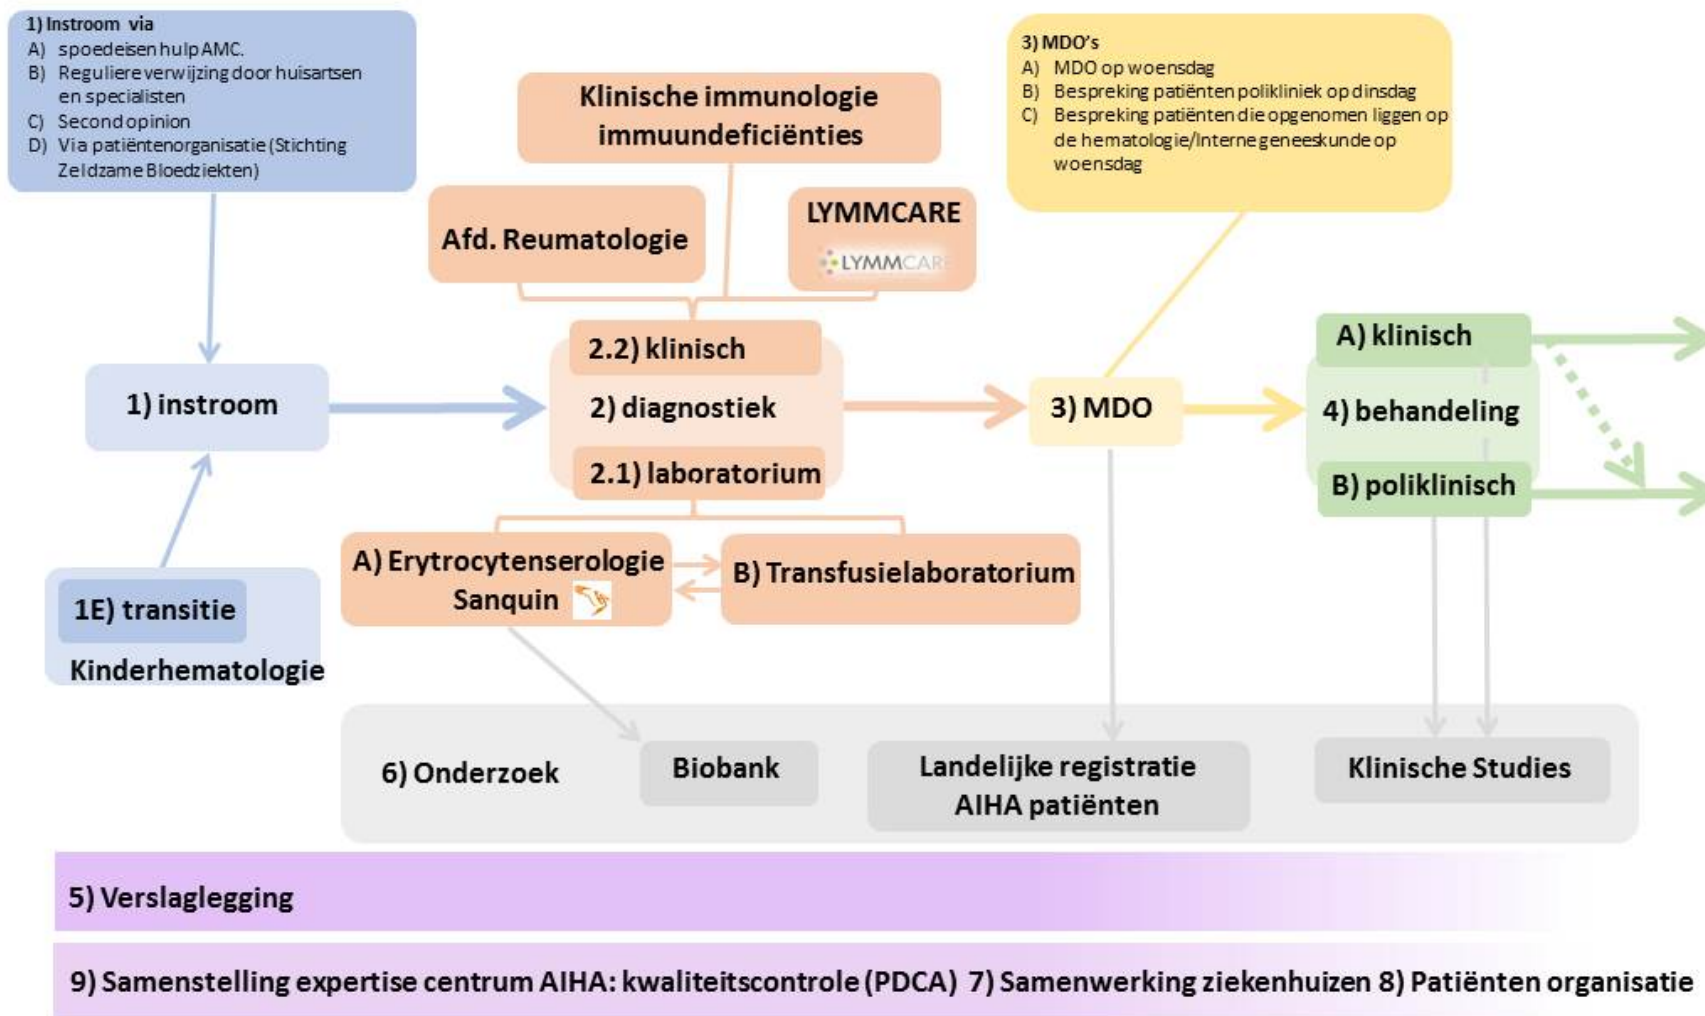 1) Instroom via
A) spoedeisen hulp AMC.
B) Reguliere verwijzing door huisartsen
en specialisten
C) Second opinion
D) Via patiëntenorganisatie (Stichting
Zeldzame Bloedziekten)
Klinische immunologie
immuundeficiënties
3) MDO's
A) MDO op woensdag
B) Bespreking patiënten polikliniek op dinsdag
C) Bespreking patiënten die opgenomen liggen op
de hematologie/Interne geneeskunde op
woensdag
Afd. Reumatologie
LYMMCARE
LYMMCARE
2.2) klinisch
A) klinisch
1) instroom
2) diagnostiek
3) MDO
4) behandeling
2.1) laboratorium
B) poliklinisch
A) Erytrocytenserologie
Sanquin
B) Transfusielaboratorium
1E) transitie
Kinderhematologie
6) Onderzoek
Biobank
Landelijke registratie
AIHA patiënten
Klinische Studies
5) Verslaglegging
9) Samenstelling expertise centrum AIHA: kwaliteitscontrole (PDCA) 7) Samenwerking ziekenhuizen 8) Patiënten organisatie